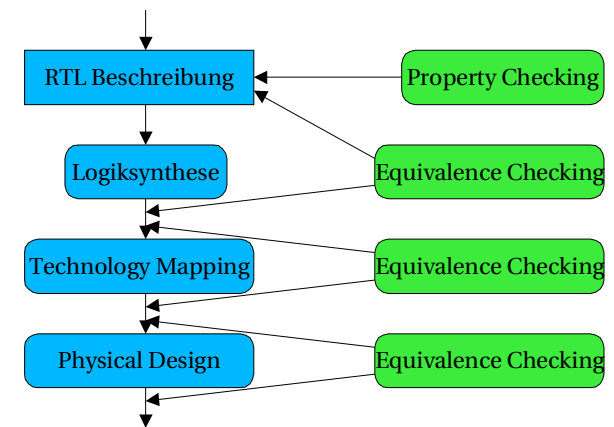 RTL Beschreibung
Property Checking
Logiksynthese
Equivalence Checking
Technology Mapping
Equivalence Checking
Physical Design
Equivalence Checking